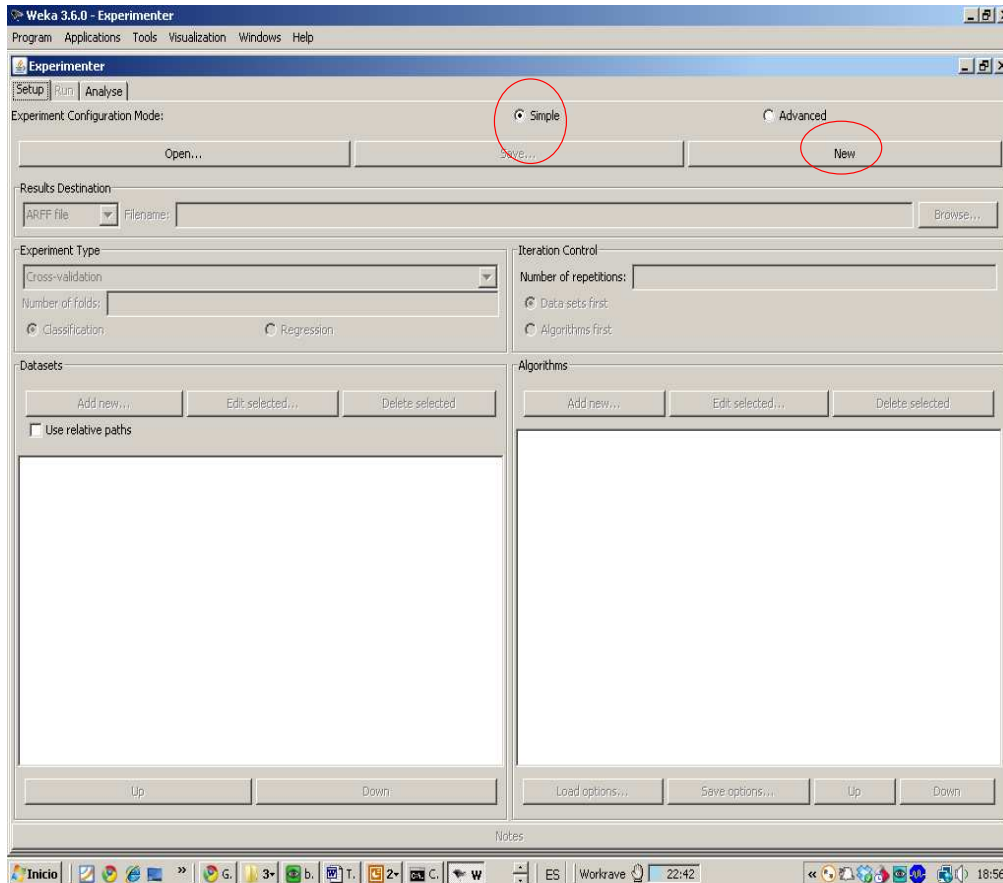 Weka 3.6.0 - Experimenter
Program Applications Tools Visualization Windows Help
Experimenter
Setup Run Analyse
Experiment Configuration Mode: Simple Advanced
Open... Save... New
Results Destination
ARFF file Filename: Browse...
Experiment Type
Cross-validation
Number of folds:
Classification Regression
Iteration Control
Number of repetitions:
Data sets first
Algorithms first
Datasets
Add new... Edit selected... Delete selected
Use relative paths
Up Down
Algorithms
Add new... Edit selected... Delete selected
Load options... Save options... Up Down
Notes
Inicio » G. 3- b. T. 2- C. W ES Workrave 22:42 «